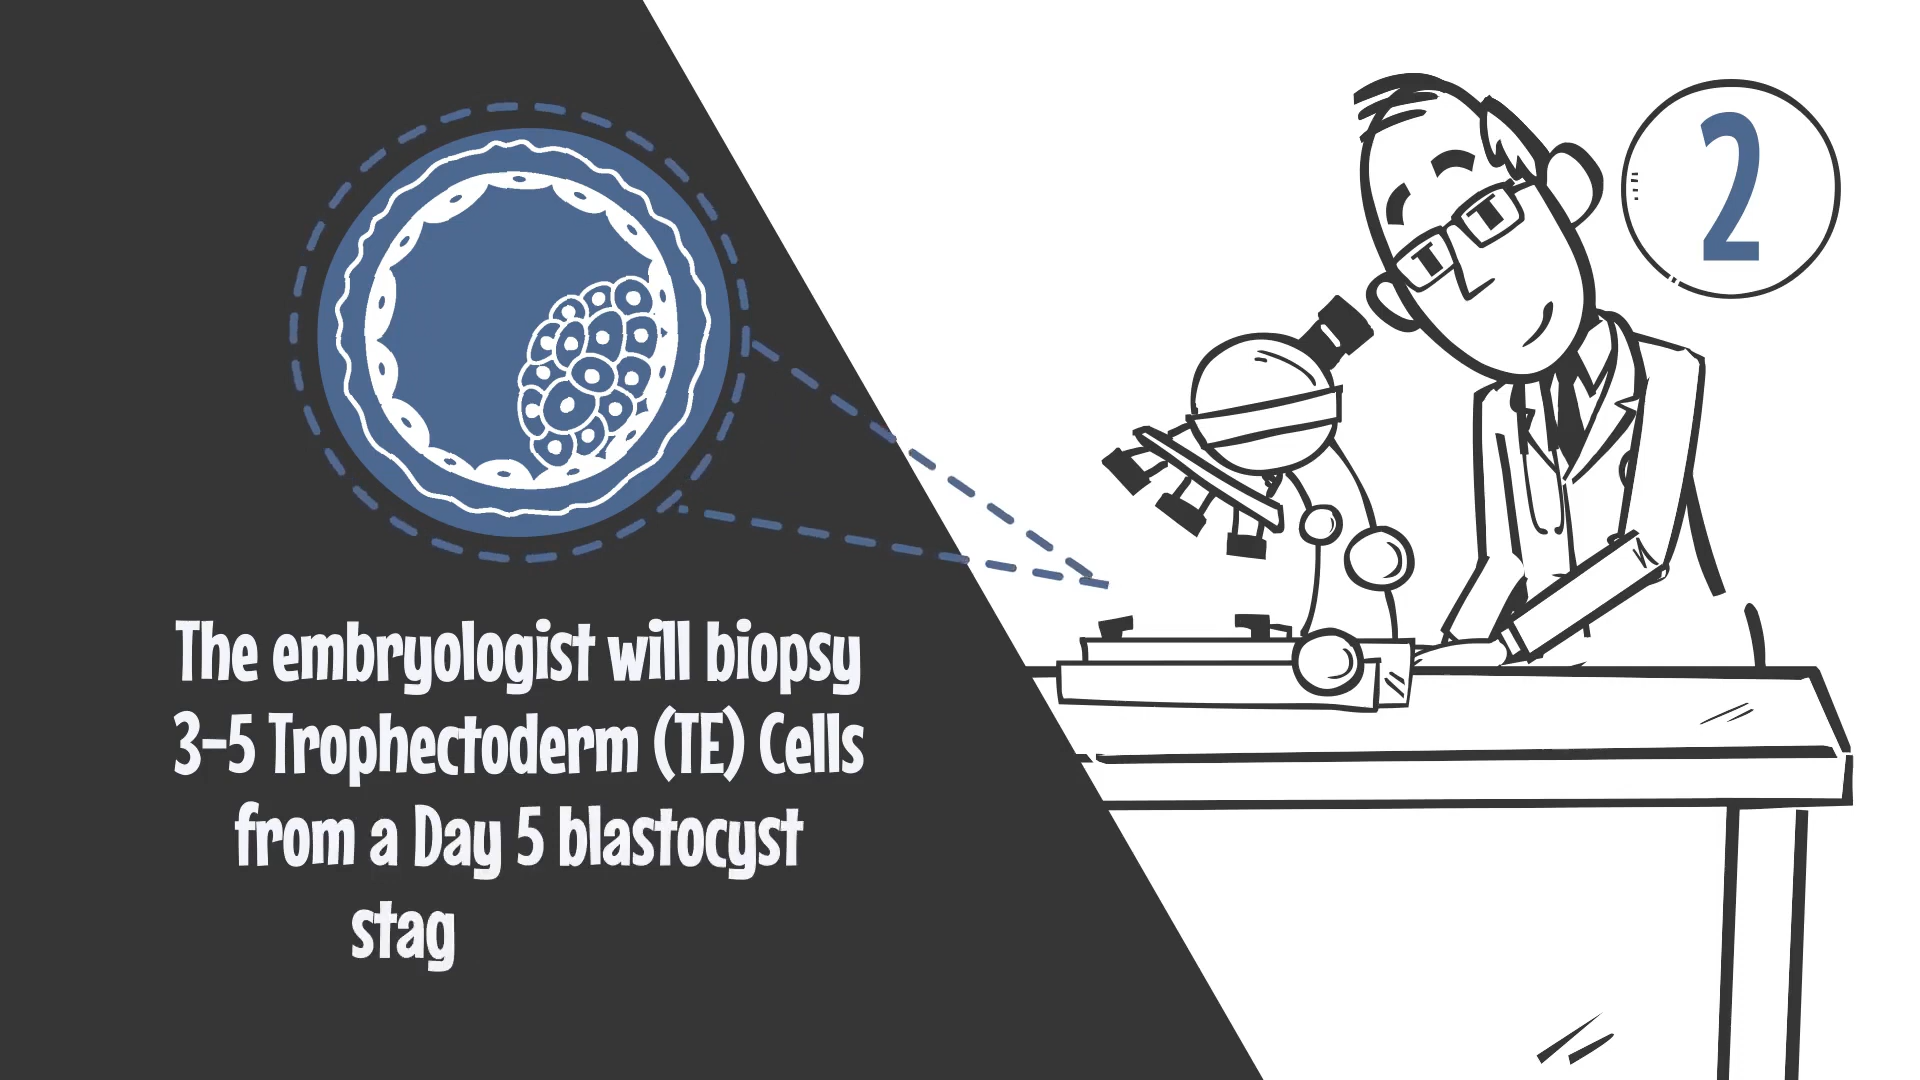 2
The embryologist will biopsy
3-5 Trophectoderm (TE) Cells
from a Day 5 blastocyst
stag